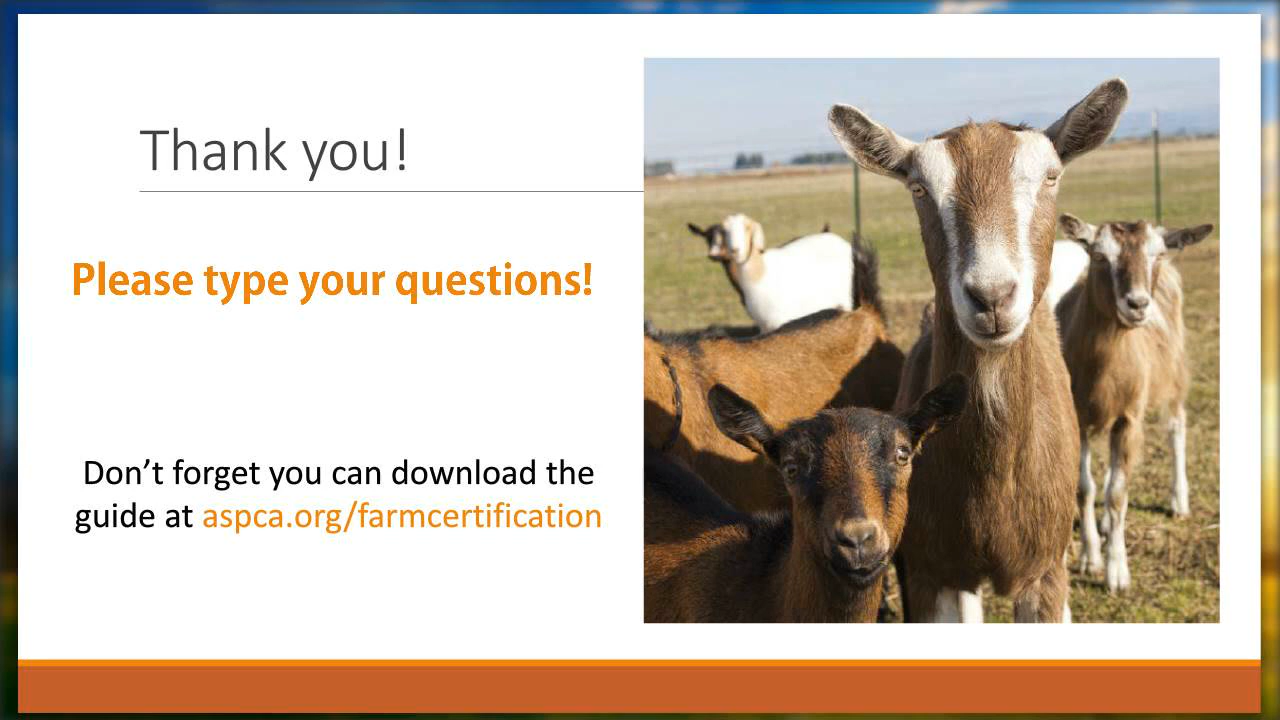 Thank you!
Please type your questions!
Don’t forget you can download the
guide at aspca.org/farmcertification